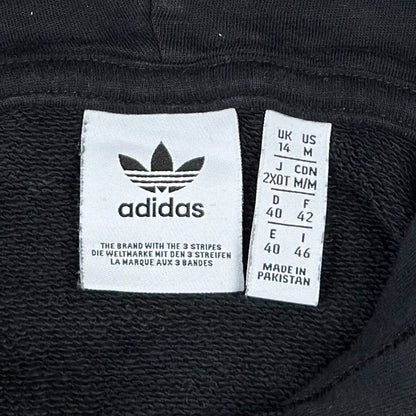 adidas
THE BRAND WITH THE 3 STRIPES
DIE WELTMARKE MIT DEN 3 STREIFEN
LA MARQUE AUX 3 BANDES
UK US
14 M
J CDN
2XOT M/M
D F
40 42
E I
40 46
MADE IN
PAKISTAN